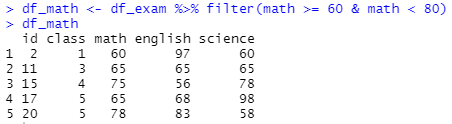 > df_math <- df_exam %>% filter(math >= 60 & math < 80)
> df_math
  id class math english science
1  2     1   60      97      60
2 11     3   65      65      65
3 15     4   75      56      78
4 17     5   65      68      98
5 20     5   78      83      58